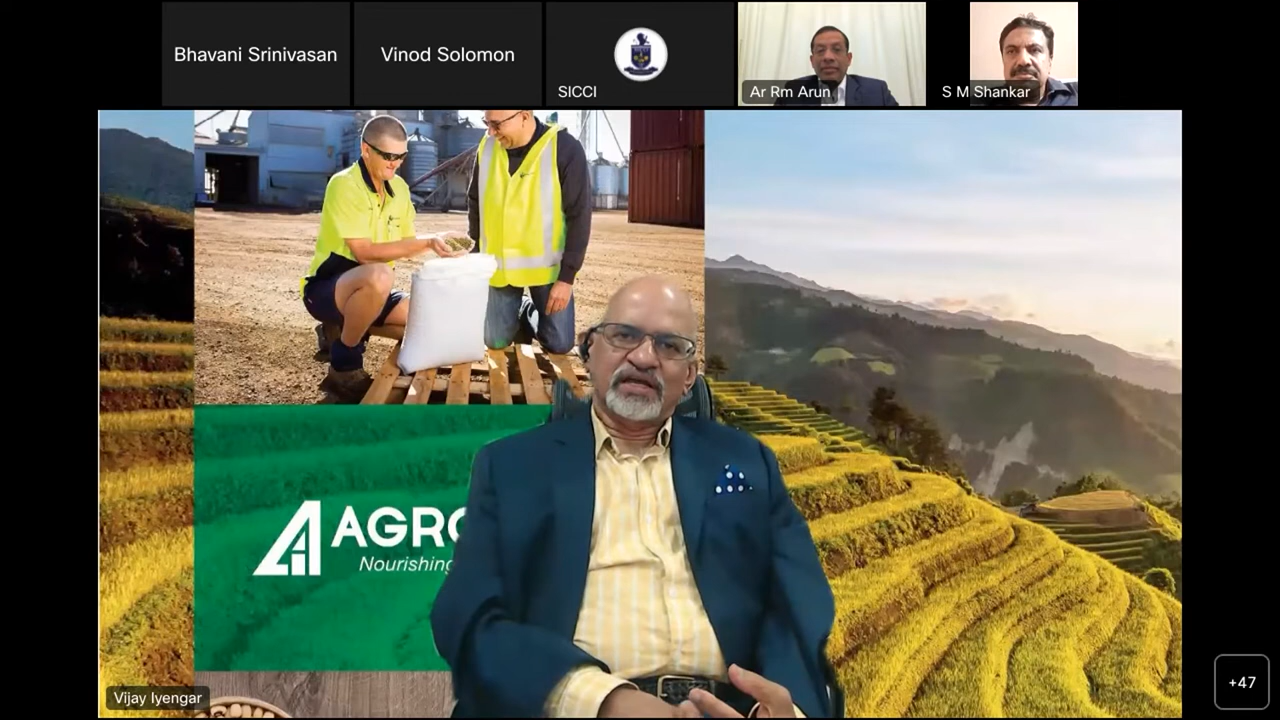 Bhavani Srinivasan
Vinod Solomon
SICCI
Ar Rm Arun
S M Shankar
AGRO
Nourishing
Vijay Iyengar
+47